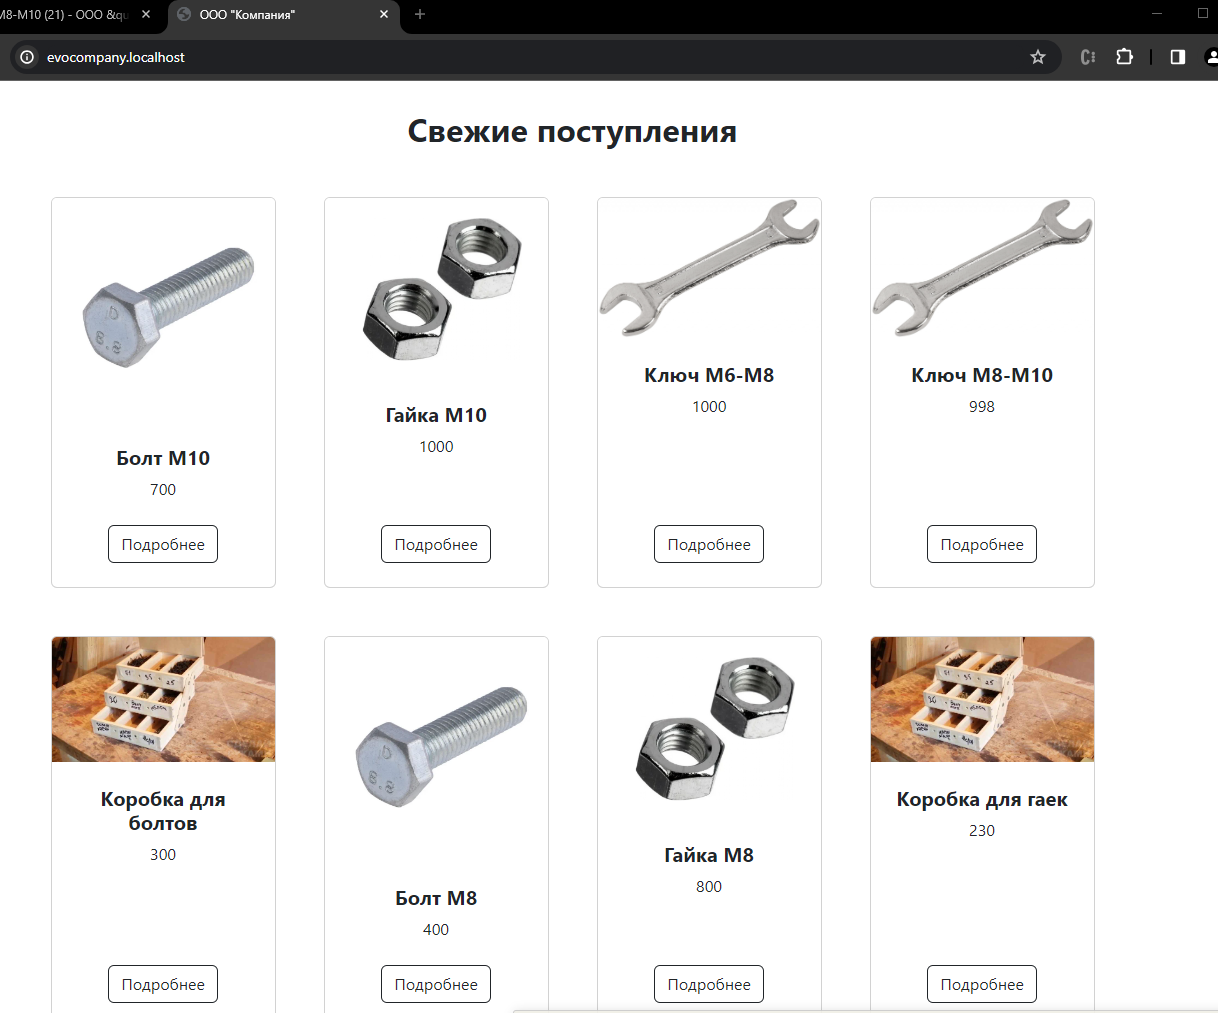 M8-M10 (21) - ООО &qu
ООО "Компания"
evocompany.localhost
Свежие поступления
Болт М10
700
Подробнее
Гайка М10
1000
Подробнее
Ключ М6-М8
1000
Подробнее
Ключ М8-М10
998
Подробнее
Коробка для
болтов
300
Подробнее
Болт М8
400
Подробнее
Гайка М8
800
Подробнее
Коробка для гаек
230
Подробнее